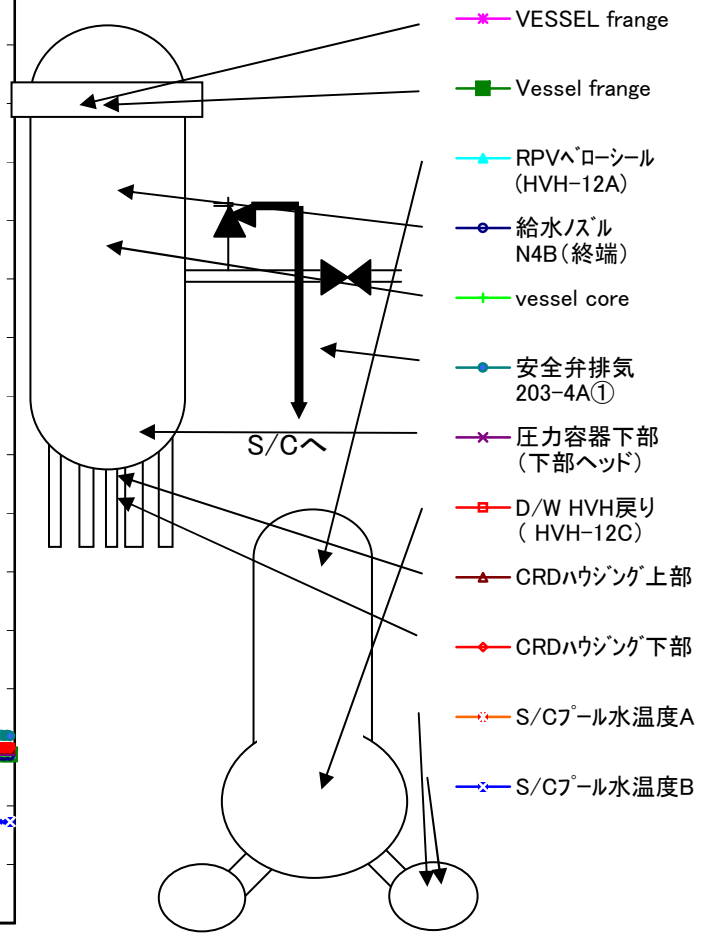 VESSEL frange
Vessel frange
RPVベローシール
(HVH-12A)
給水ノズル
N4B(終端)
vessel core
安全弁排気
203-4A①
圧力容器下部
(下部ヘッド)
D/W HVH戻り
( HVH-12C)
CRDハウジング上部
CRDハウジング下部
S/Cプール水温度A
S/Cプール水温度B
S/Cへ